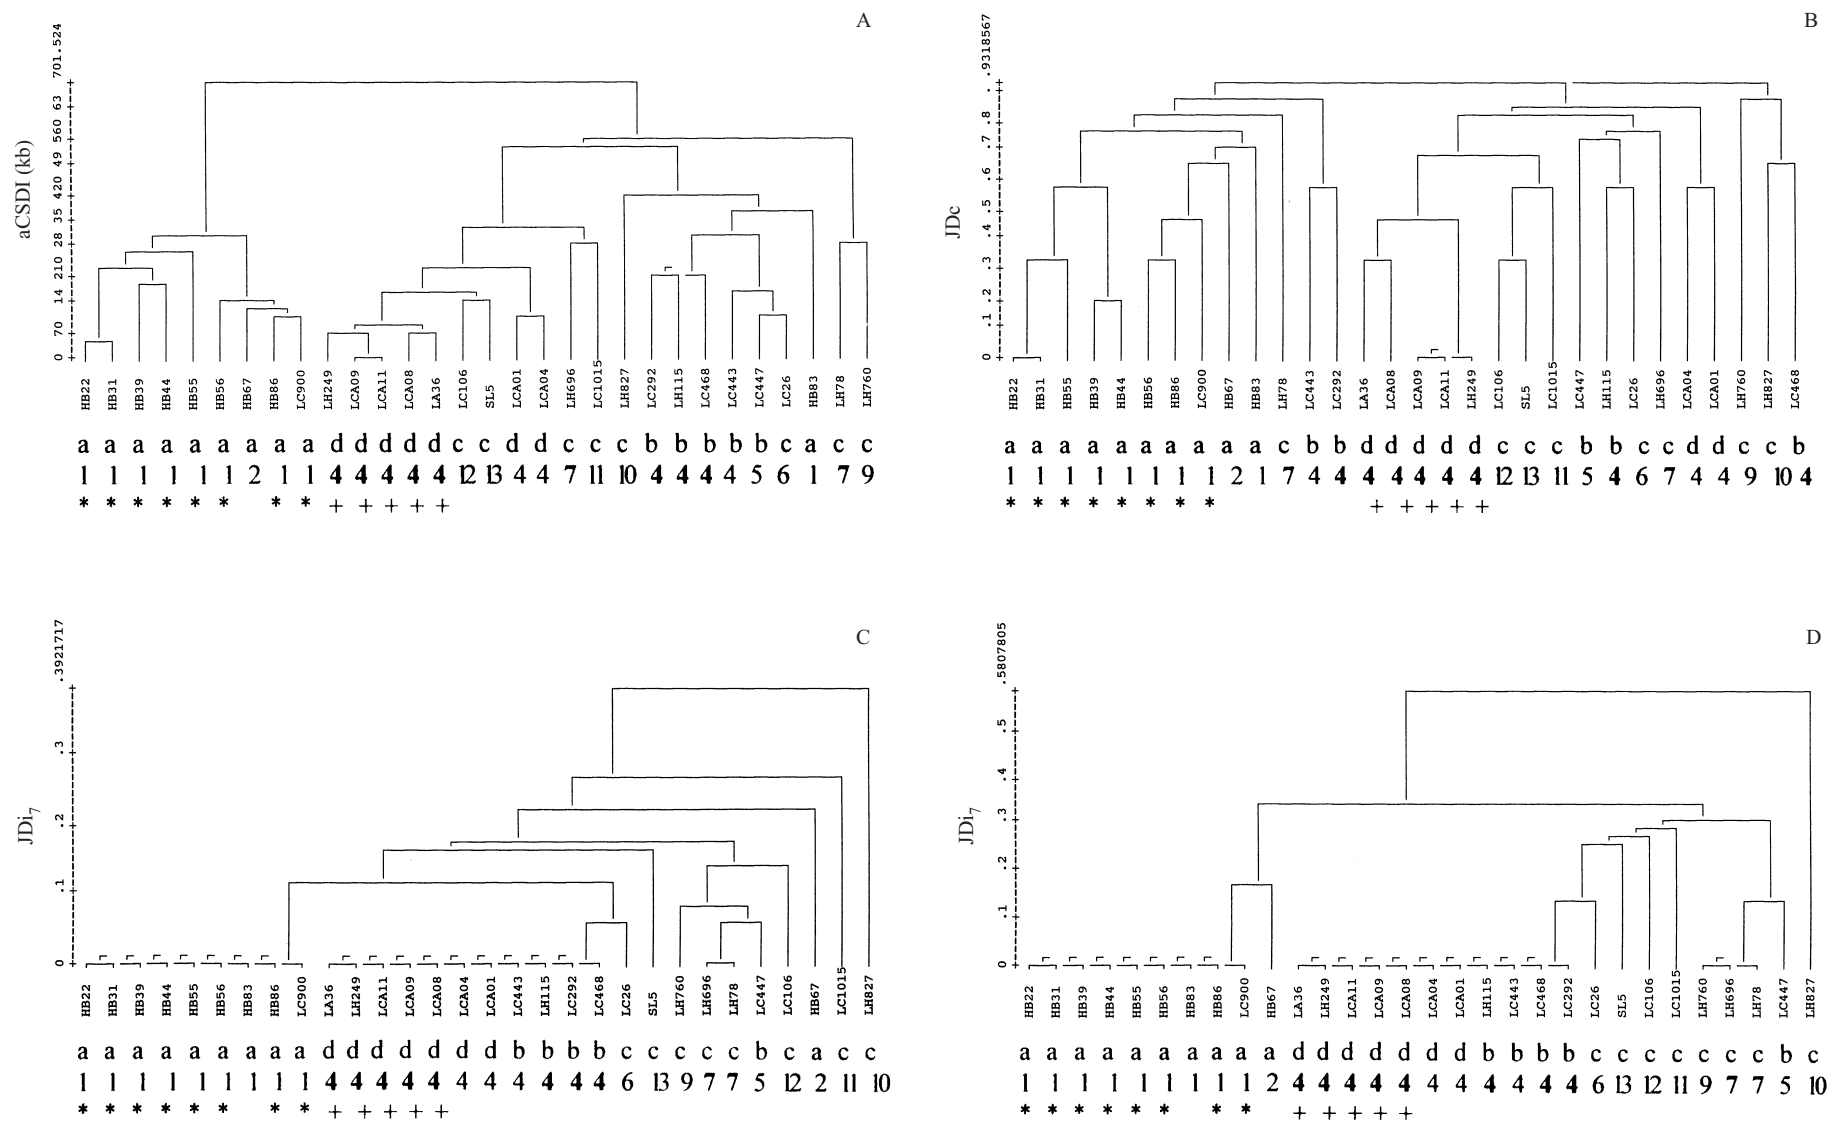 A
aCSDI (kb)
701.524
63
560
49
420
35
28
210
14
70
0
HB22 HB31 HB39 HB44 HB55 HB56 HB67 HB86 LC900 LH249 LCA09 LCA11 LCA08 LA36 LC106 SL5 LCA01 LCA04 LH696 LC1015 LH827 LC292 LH115 LC468 LC443 LC447 LC26 HB83 LH78 LH760
a a a a a a a a a d d d d d c c d d c c c b b b b b c a c c
1 1 1 1 1 1 2 1 1 4 4 4 4 4 12 13 4 4 7 11 10 4 4 4 4 5 6 1 7 9
* * * * * * * * + + + + +
B
JDc
.9318567
.8
.7
.6
.5
.4
.3
.2
.1
0
HB22 HB31 HB55 HB39 HB44 HB56 HB86 LC900 HB67 HB83 LH78 LC443 LC292 LA36 LCA08 LCA09 LCA11 LH249 LC106 SL5 LC1015 LC447 LH115 LC26 LH696 LCA04 LCA01 LH760 LH827 LC468
a a a a a a a a a a c b b d d d d d c c c b b c c d d c c b
1 1 1 1 1 1 1 1 2 1 7 4 4 4 4 4 4 4 12 13 11 5 4 6 7 4 4 9 10 4
* * * * * * * * + + + + +
C
JDi7
.3921717
.3
.2
.1
0
HB22 HB31 HB39 HB44 HB55 HB56 HB83 HB86 LC900 LA36 LH249 LCA11 LCA09 LCA08 LCA04 LCA01 LC443 LH115 LC292 LC468 LC26 SL5 LH760 LH696 LH78 LC447 LC106 HB67 LC1015 LH827
a a a a a a a a a d d d d d d d b b b b c c c c c b c a c c
1 1 1 1 1 1 1 1 1 4 4 4 4 4 4 4 4 4 4 4 6 13 9 7 7 5 12 2 11 10
* * * * * * * * + + + + +
D
JDi7
.5807805
.5
.4
.3
.2
.1
0
HB22 HB31 HB39 HB44 HB55 HB56 HB83 HB86 LC900 HB67 LA36 LH249 LCA11 LCA09 LCA08 LCA04 LCA01 LH115 LC443 LC468 LC292 LC26 SL5 LC106 LC1015 LH760 LH696 LH78 LC447 LH827
a a a a a a a a a a d d d d d d d b b b b c c c c c c c b c
1 1 1 1 1 1 1 1 1 2 4 4 4 4 4 4 4 4 4 4 4 6 13 12 11 9 7 7 5 10
* * * * * * * * + + + + +